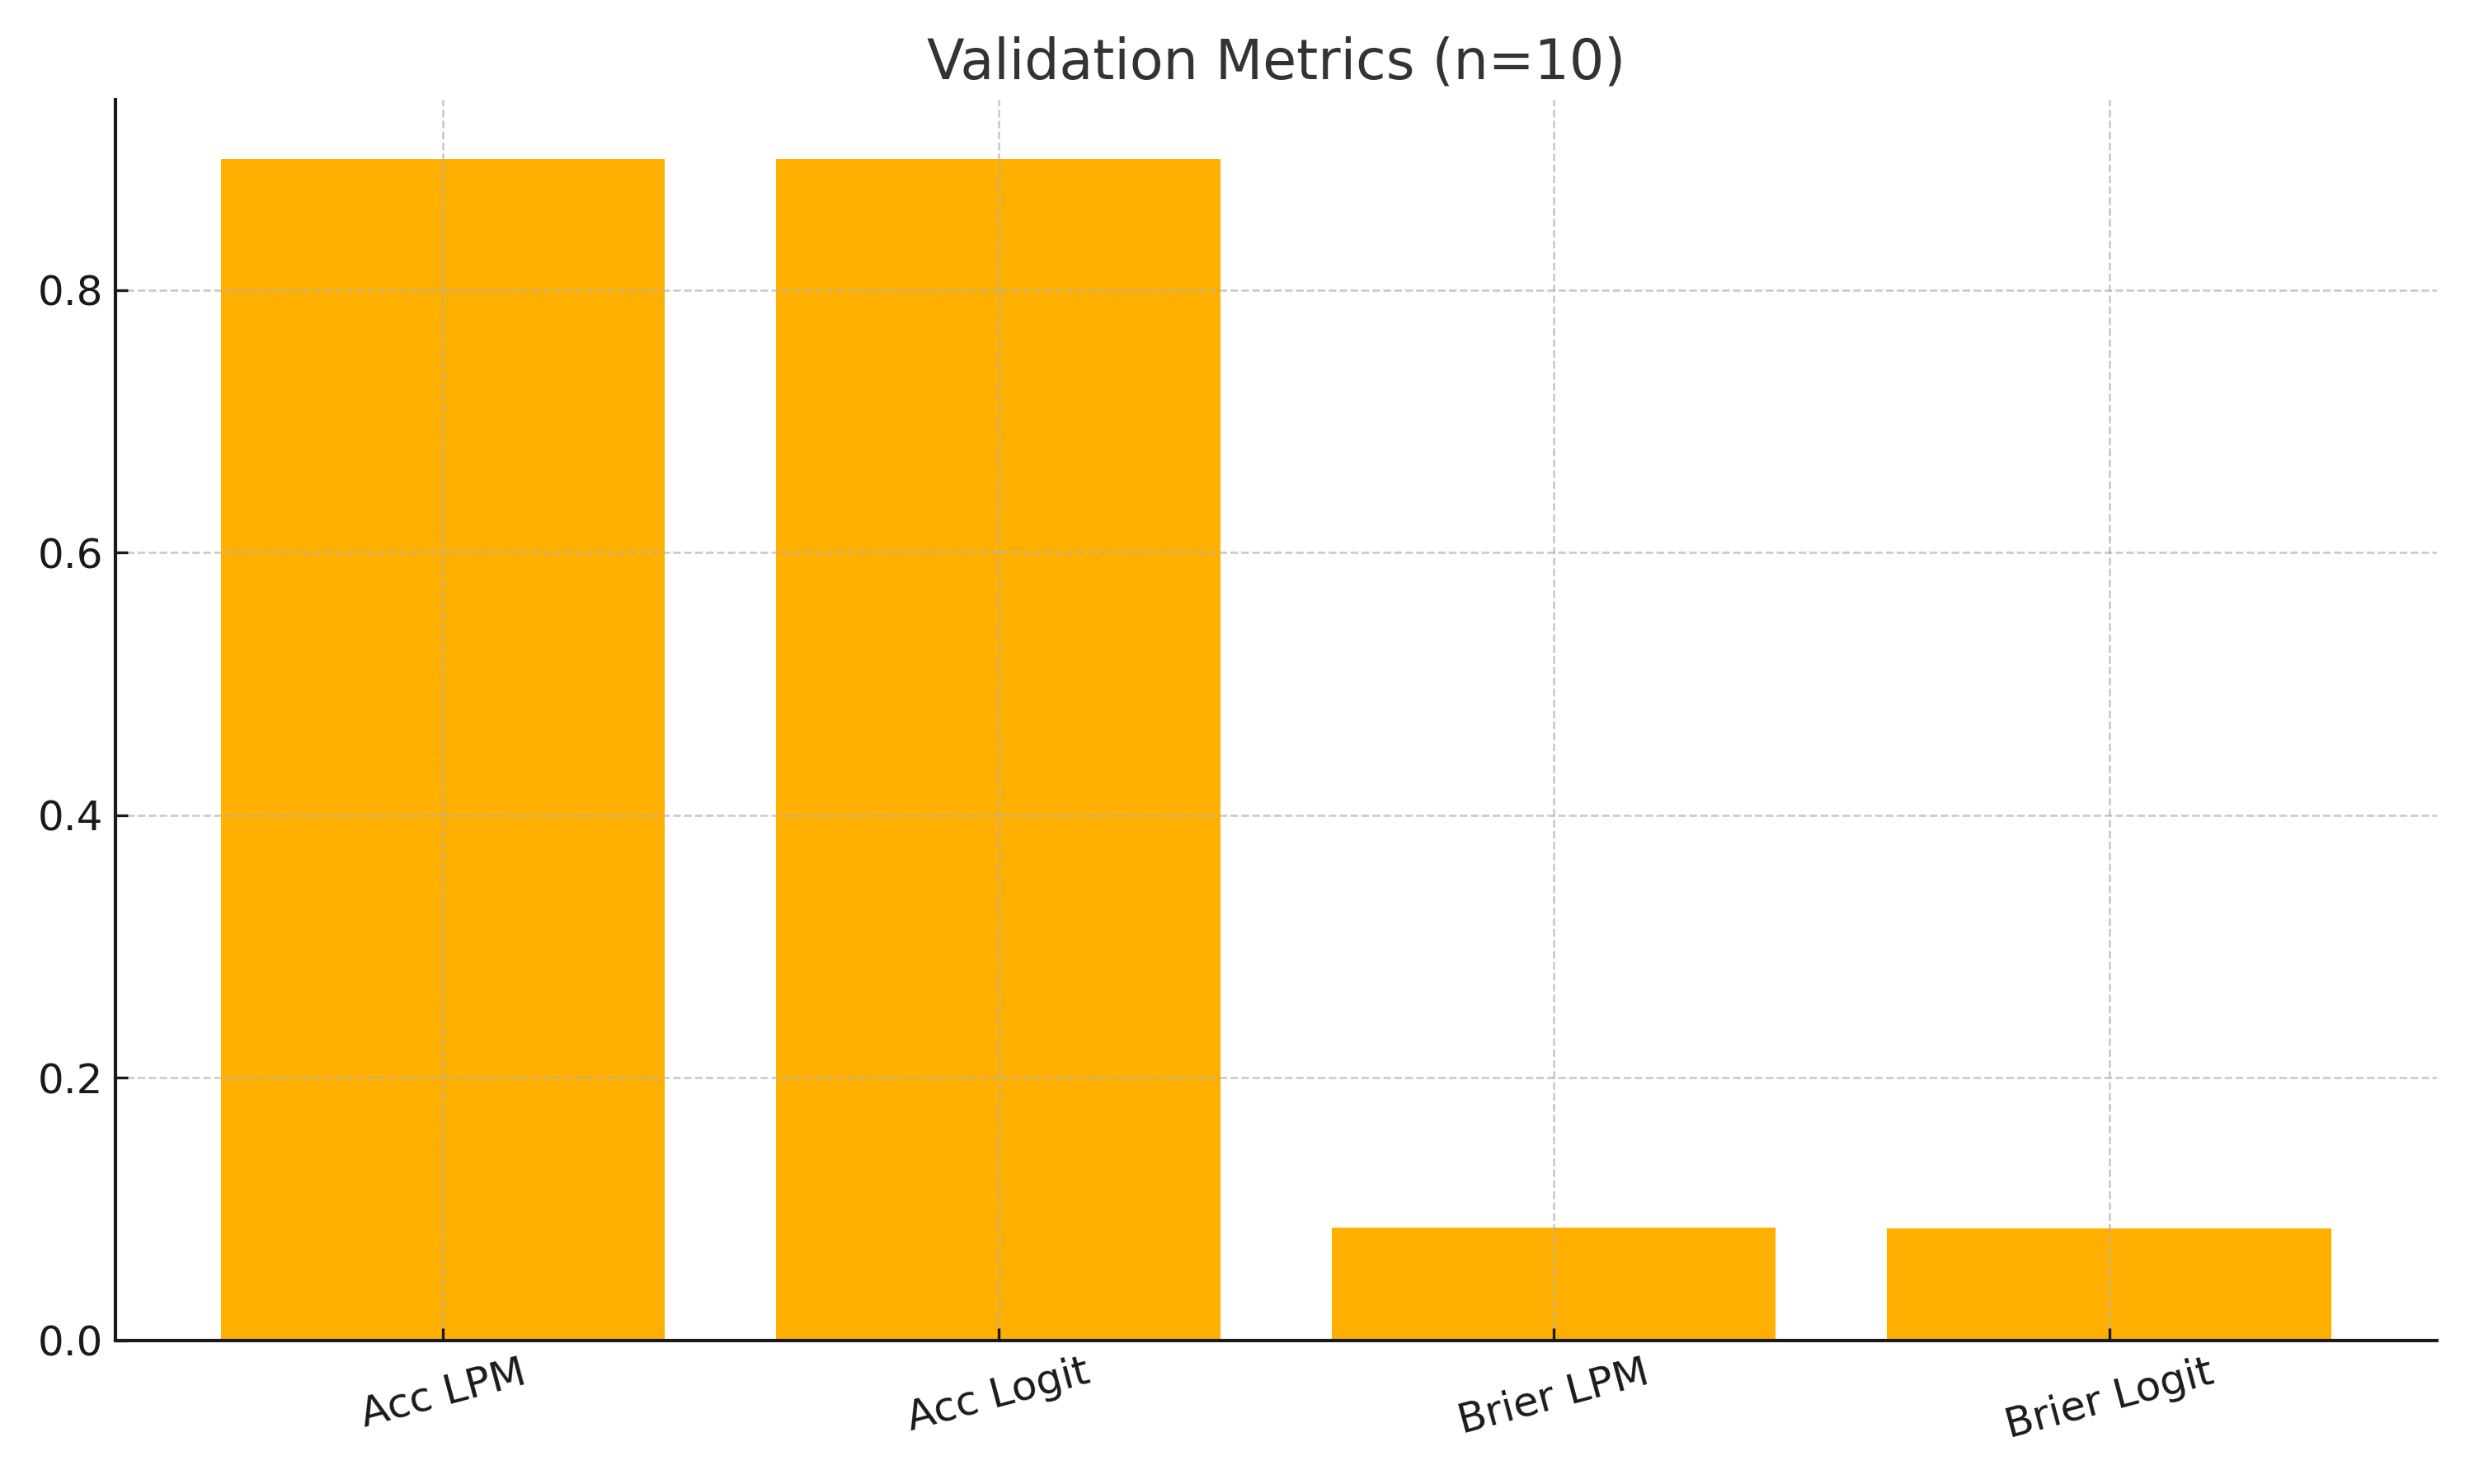 Validation Metrics (n=10)
0.8
0.6
0.4
0.2
0.0
Acc LPM
Acc Logit
Brier LPM
Brier Logit